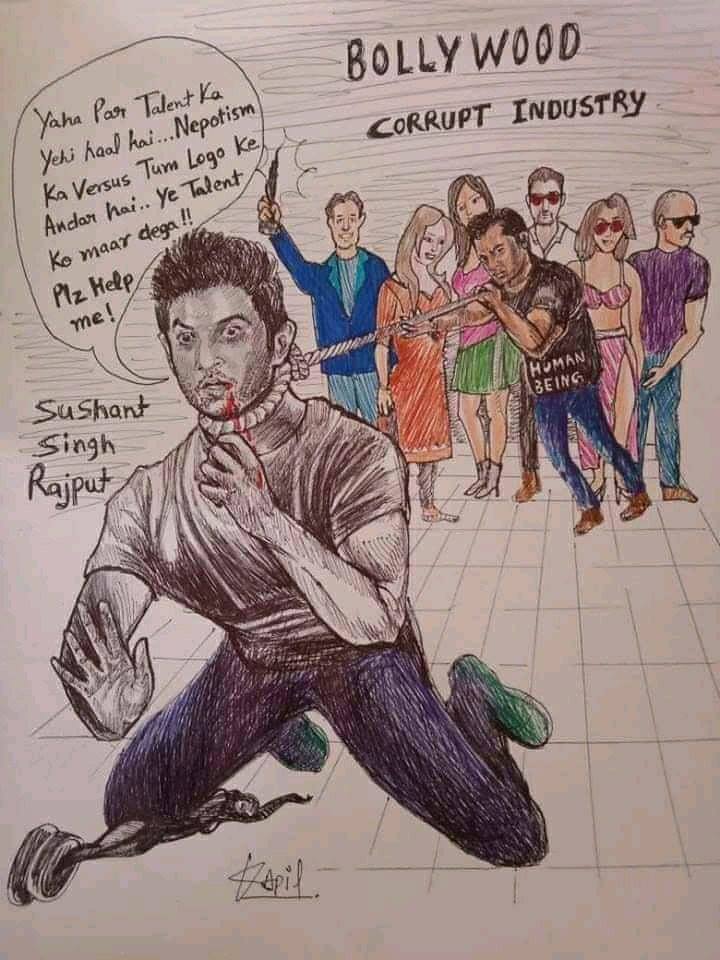 BOLLYWOOD
CORRUPT INDUSTRY
Yaha Par Talent Ka
Yehi haal hai...Nepotism
Ka Versus Tum Logo Ke
Andar hai.. Ye Talent
Ko maar dega!!
Plz Help
me!
Sushant
Singh
Rajput
HUMAN
BEING
Kapil.